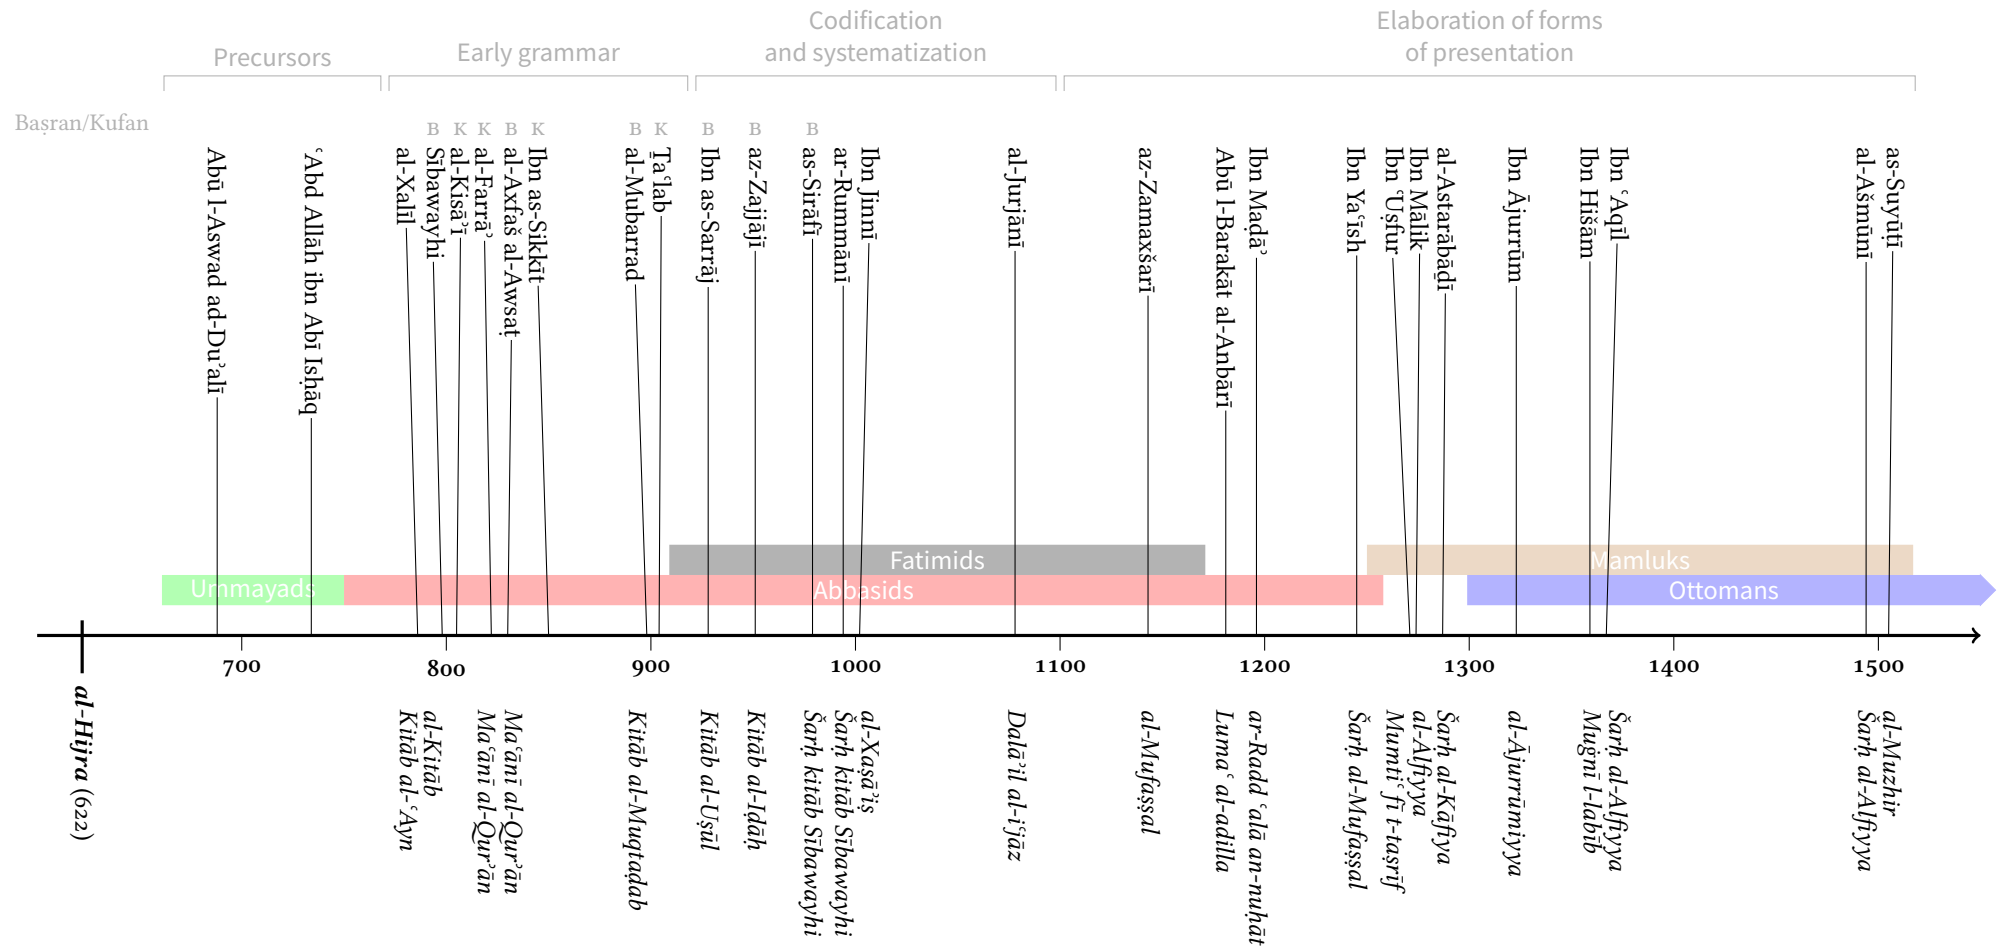 Precursors
Early grammar
Codification
and systematization
Elaboration of forms
of presentation
Baṣran/Kufan
B
K
K
B
K
B
K
B
B
B
Abū l-Aswad ad-Duʾalī
ʿAbd Allāh ibn Abī Isḥāq
al-Xalīl
Sībawayhi
al-Kisāʾī
al-Farrāʾ
al-Axfaš al-Awsaṭ
Ibn as-Sikkīt
al-Mubarrad
Ṯaʿlab
Ibn as-Sarrāj
az-Zajjājī
as-Sirāfī
ar-Rummānī
Ibn Jinnī
al-Jurjānī
az-Zamaxšarī
Abū l-Barakāt al-Anbārī
Ibn Maḍāʾ
Ibn Yaʿīsh
Ibn ʿUṣfur
Ibn Mālik
al-Astarābāḏī
Ibn Ājurrūm
Ibn Hišām
Ibn ʿAqīl
al-Ašmūnī
as-Suyūṭī
Fatimids
Mamluks
Ummayads
Abbasids
Ottomans
700
800
900
1000
1100
1200
1300
1400
1500
al-Hijra (622)
Kitāb al-ʿAyn
al-Kitāb
Maʿānī al-Qurʾān
Maʿānī al-Qurʾān
Kitāb al-Muqtaḍab
Kitāb al-Uṣūl
Kitāb al-Iḍāḥ
Šarḥ kitāb Sībawayhi
Šarḥ kitāb Sībawayhi
al-Xaṣāʾiṣ
Dalāʾil al-iʿjāz
al-Mufaṣṣal
Lumaʿ al-adilla
ar-Radd ʿalā an-nuḥāt
Šarḥ al-Mufaṣṣal
Mumtiʿ fī t-taṣrīf
al-Alfiyya
Šarḥ al-Kāfiya
al-Ājurrūmiyya
Muġnī l-labīb
Šarḥ al-Alfiyya
Šarḥ al-Alfiyya
al-Muzhir